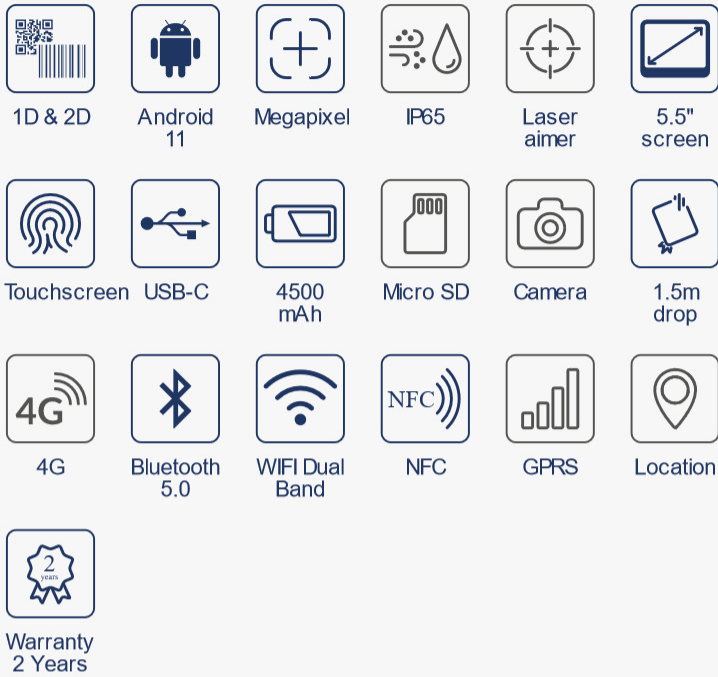 1D & 2D
Android
11
Megapixel
IP65
Laser
aimer
5.5"
screen
Touchscreen
USB-C
4500
mAh
Micro SD
Camera
1.5m
drop
4G
4G
Bluetooth
5.0
WIFI Dual
Band
NFC
NFC
GPRS
Location
2
years
Warranty
2 Years